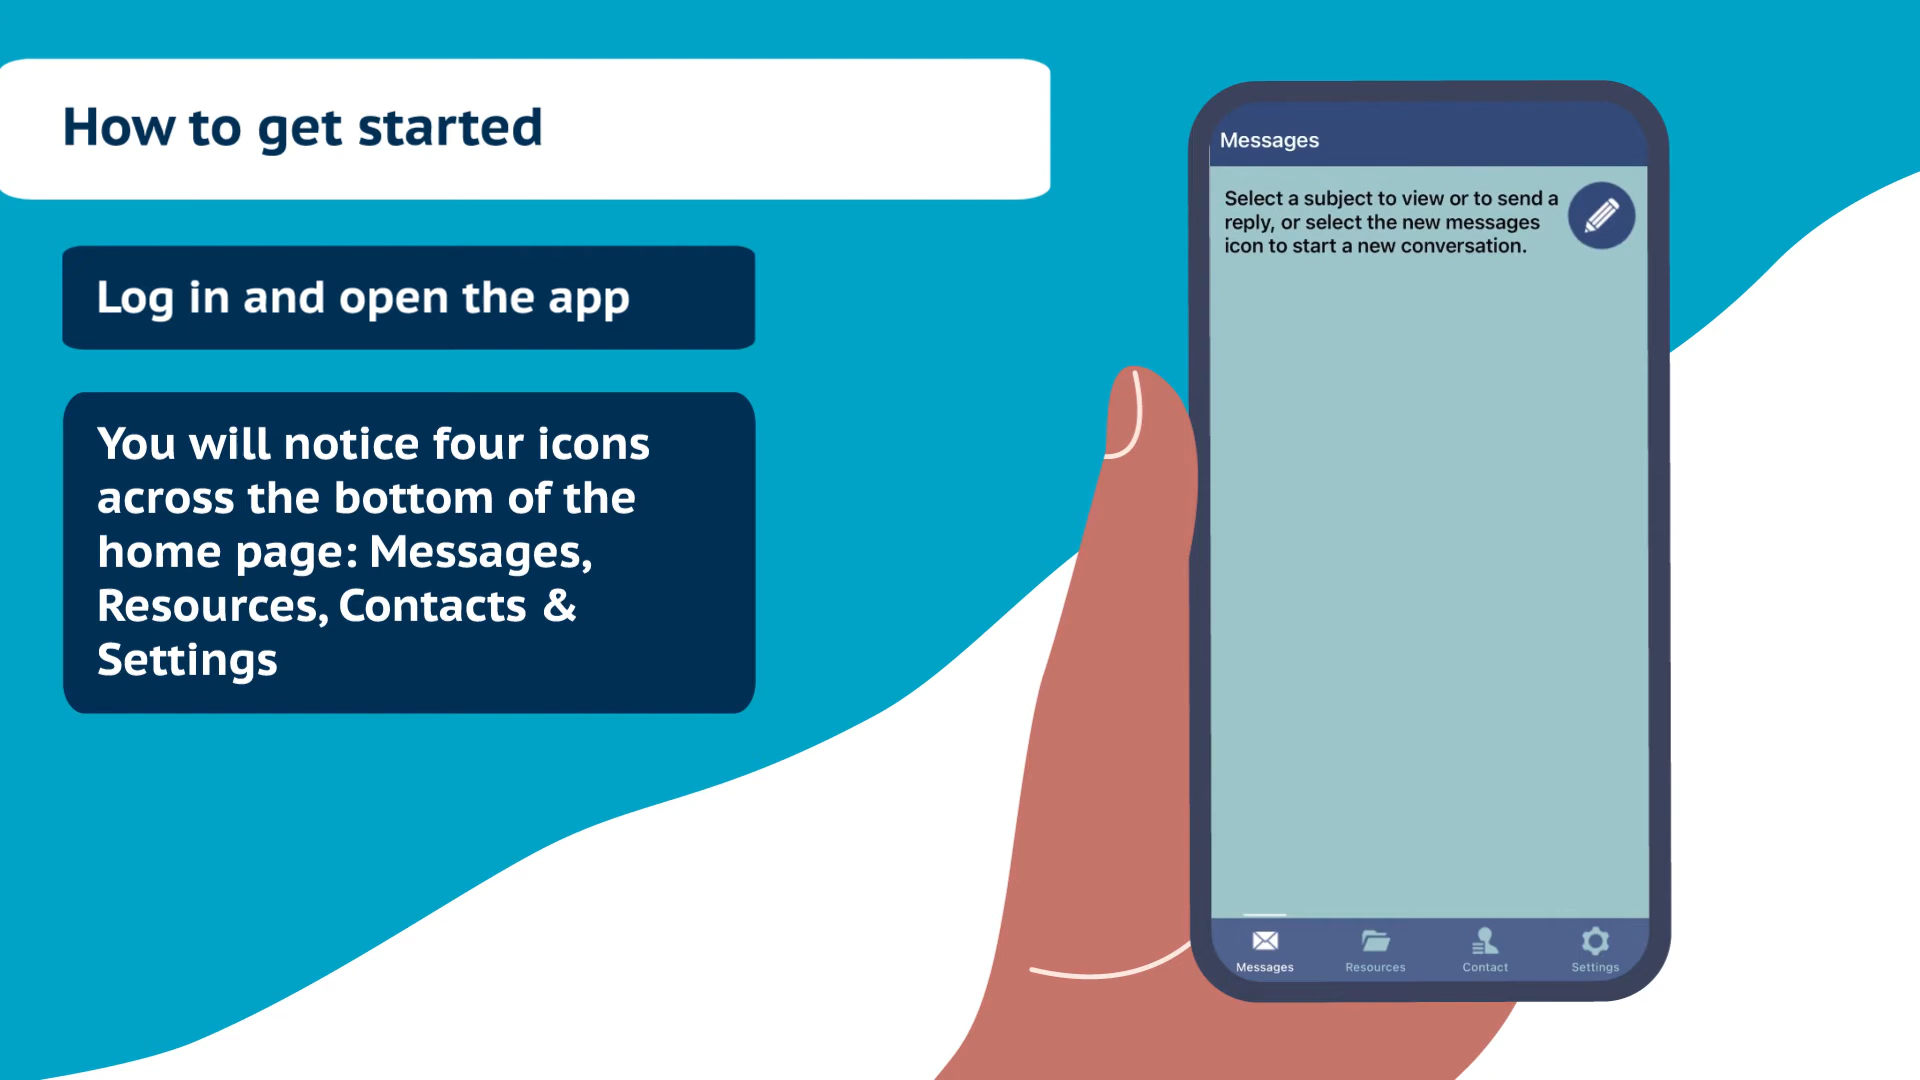 How to get started
Log in and open the app
You will notice four icons
across the bottom of the
home page: Messages,
Resources, Contacts &
Settings
Messages
Select a subject to view or to send a
reply, or select the new messages
icon to start a new conversation.
Messages
Resources
Contact
Settings